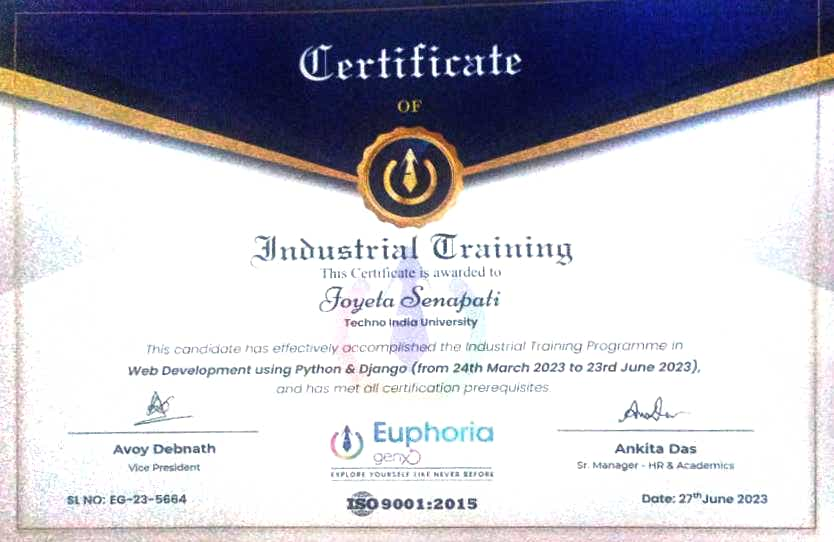 Certificate
OF
Industrial Training
This Certificate is awarded to
Joyeta Senapati
Techno India University
This candidate has effectively accomplished the Industrial Training Programme in
Web Development using Python & Django (from 24th March 2023 to 23rd June 2023),
and has met all certification prerequisites.
Avoy Debnath
Vice President
Euphoria
genx
EXPLORE YOURSELF LIKE NEVER BEFORE
Ankita Das
Sr. Manager - HR & Academics
SL NO: EG-23-5664
ISO 9001:2015
Date: 27th June 2023